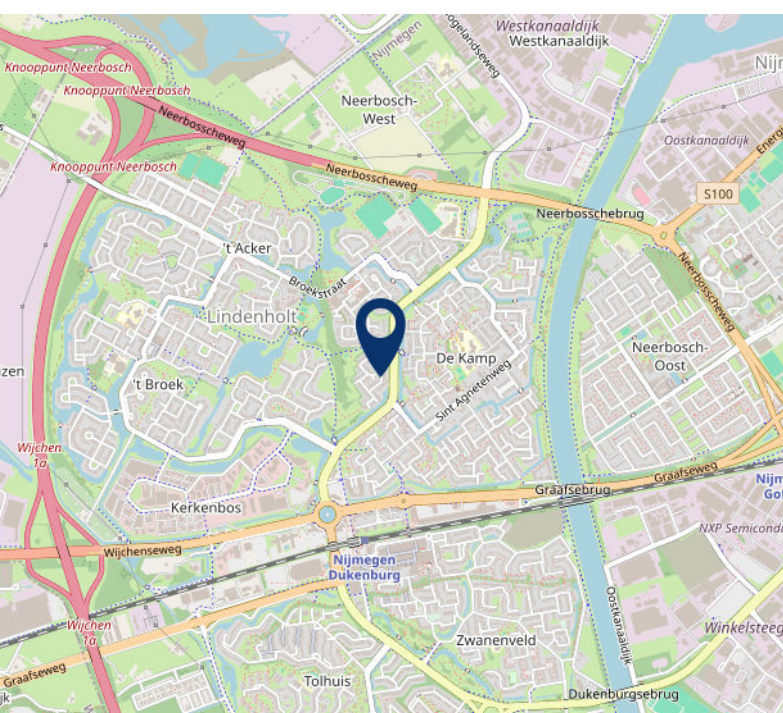 Westkanaaldijk
Westkanaaldijk
Nijmegen
Knooppunt Neerbosch
Knooppunt Neerbosch
Neerbosch-
West
Neerbosscheweg
Oostkanaaldijk
Knooppunt Neerbosch
Neerbosscheweg
S100
Neerbosschebrug
't Acker
Broekstraat
Neerbosscheweg
Lindenholt
De Kamp
Neerbosch-
Oost
't Broek
Sint Agnetenweg
Wijchen
1a
Graafseweg
Graafsebrug
Kerkenbos
Wijchenseweg
Nijmegen
Dukenburg
Oostkanaaldijk
Wijchen
1a
Zwanenveld
Winkelsteeg
Graafseweg
Tolhuis
Dukenburgsebrug